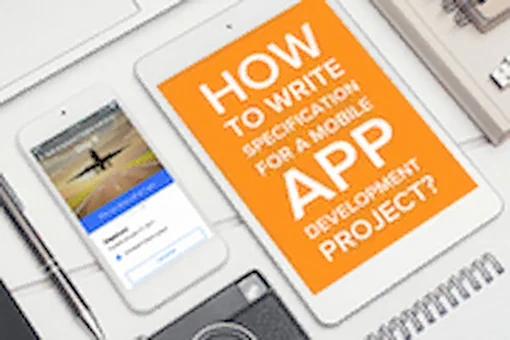 HOW
TO WRITE
SPECIFICATION
FOR A MOBILE
APP
DEVELOPMENT
PROJECT?